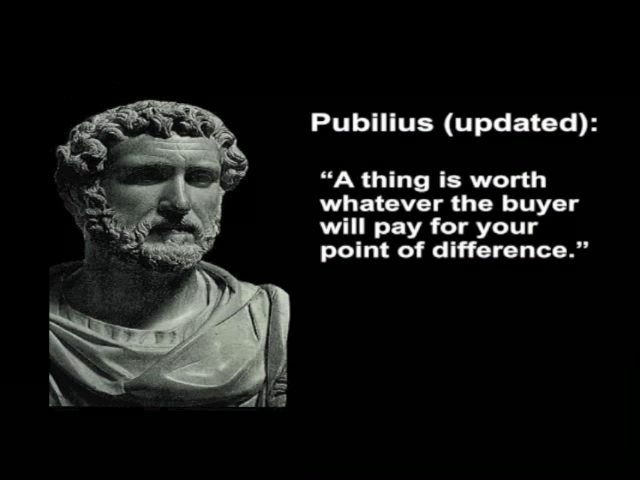 Pubilius (updated):
“A thing is worth
whatever the buyer
will pay for your
point of difference.”